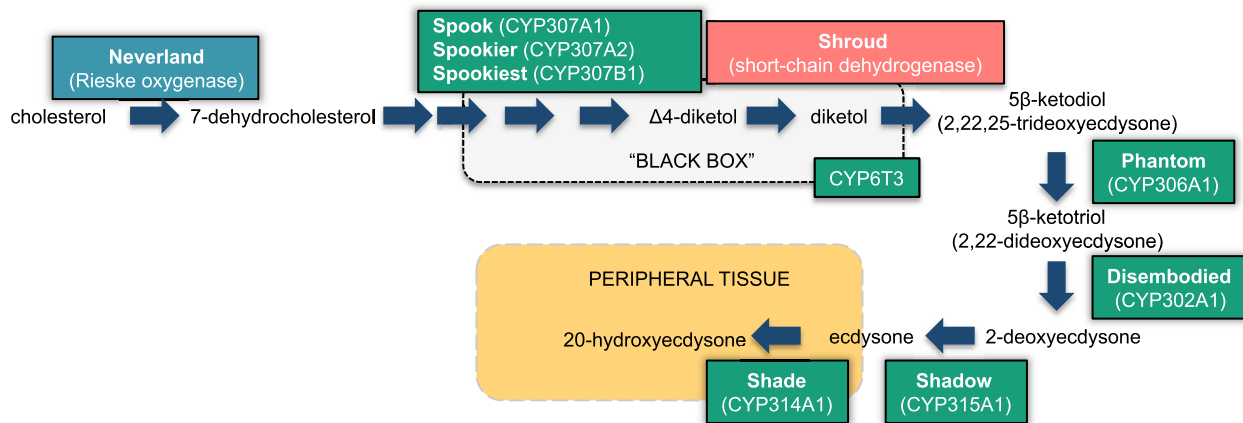 Neverland
(Rieske oxygenase)
Spook (CYP307A1)
Spookier (CYP307A2)
Spookiest (CYP307B1)
Shroud
(short-chain dehydrogenase)
cholesterol
7-dehydrocholesterol
Δ4-diketol
diketol
5β-ketodiol
(2,22,25-trideoxyecdysone)
"BLACK BOX"
CYP6T3
Phantom
(CYP306A1)
5β-ketotriol
(2,22-dideoxyecdysone)
Disembodied
(CYP302A1)
PERIPHERAL TISSUE
20-hydroxyecdysone
ecdysone
2-deoxyecdysone
Shade
(CYP314A1)
Shadow
(CYP315A1)